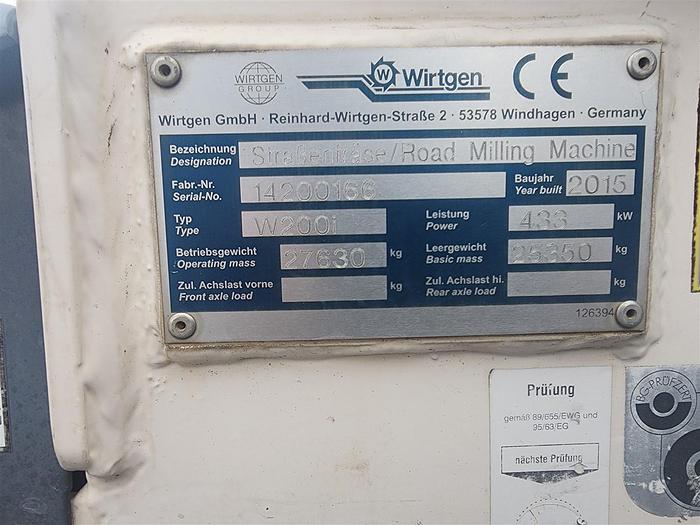 WIRTGEN
GROUP
W Wirtgen CE
Wirtgen GmbH · Reinhard-Wirtgen-Straße 2 · 53578 Windhagen · Germany
Bezeichnung
Designation
Straßenfräse/Road Milling Machine
Fabr.-Nr.
Serial-No.
14200166
Baujahr
Year built
2015
Typ
Type
W200i
Leistung
Power
433 kW
Betriebsgewicht
Operating mass
27630 kg
Leergewicht
Basic mass
25350 kg
Zul. Achslast vorne
Front axle load
kg
Zul. Achslast hi.
Rear axle load
kg
126394
Prüfung
gemäß 89/655/EWG und
95/63/EG
nächste Prüfung
BG-PRÜFZERT